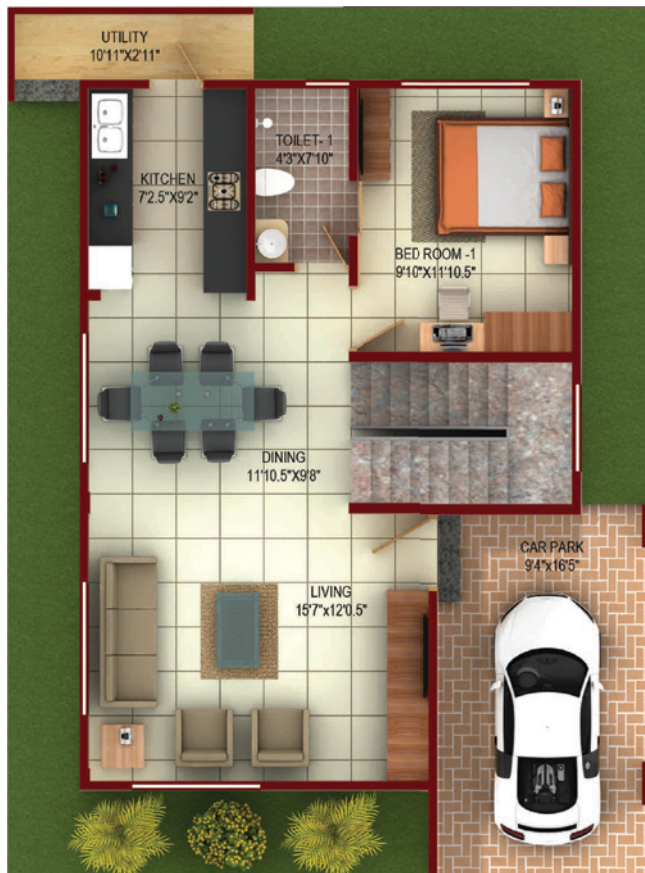 UTILITY
10'11"X2'11"
TOILET- 1
4'3"X7'10"
KITCHEN
7'2.5"X9'2"
BED ROOM -1
9'10"X11'10.5"
DINING
11'10.5"X9'8"
CAR PARK
9'4"x16'5"
LIVING
15'7"x12'0.5"